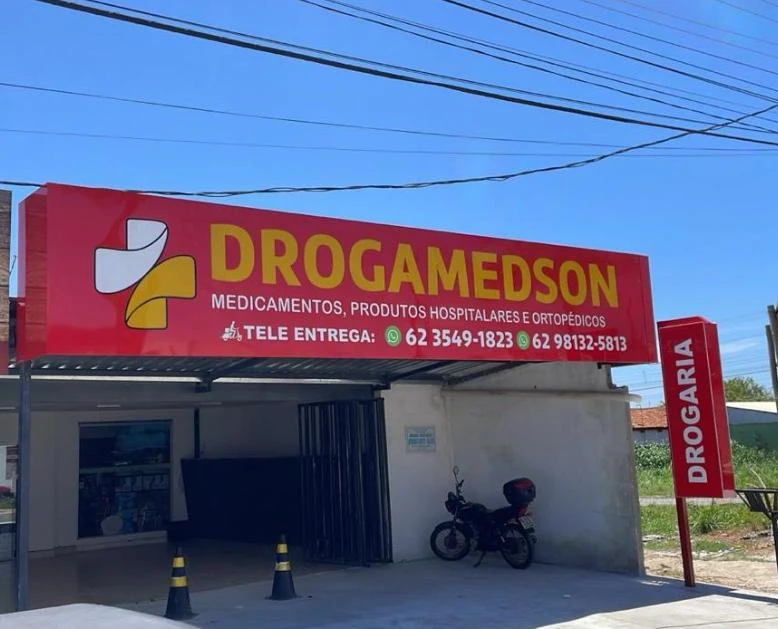 DROGAMEDSON
MEDICAMENTOS, PRODUTOS HOSPITALARES E ORTOPÉDICOS
TELE ENTREGA: 62 3549-1823 62 98132-5813
DROGARIA